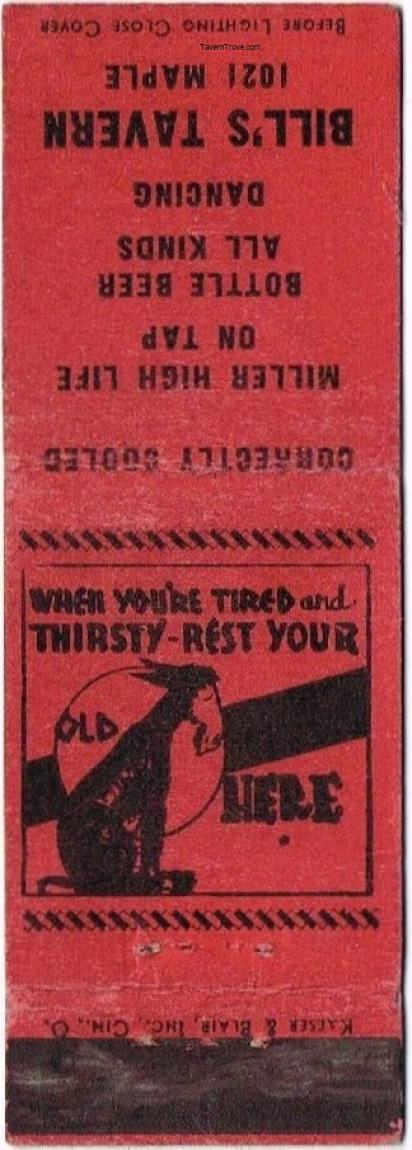 BEFORE LIGHTING CLOSE COVER
TavernTrove.com
1021 MAPLE
BILL'S TAVERN
DANCING
ALL KINDS
BOTTLE BEER
ON TAP
MILLER HIGH LIFE
CORRECTLY COOLED
WHEN YOU'RE TIRED and
THIRSTY-REST YOUR
OLD
HERE
KAESER & BLAIR, INC., CIN., O.